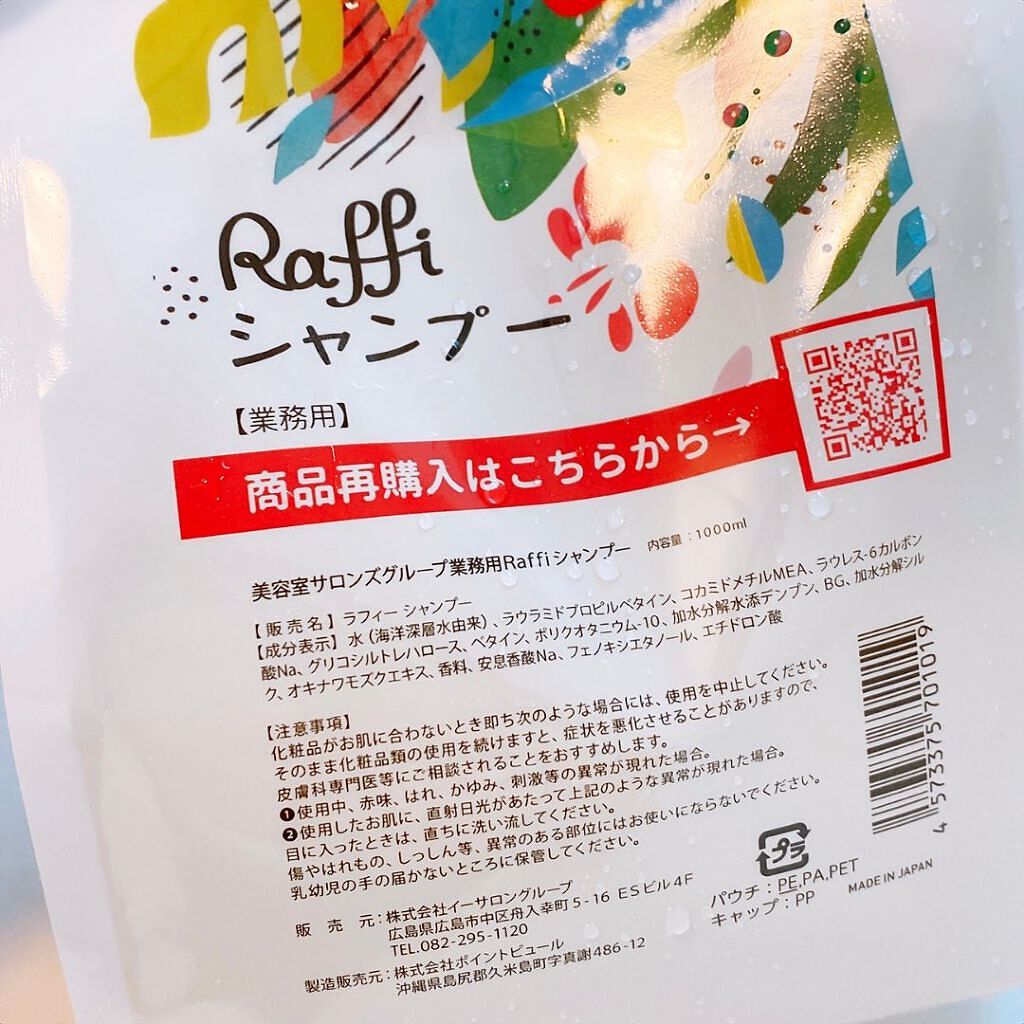 Raffi
シャンプー
【業務用】
商品再購入はこちらから→
美容室サロンズグループ業務用Raffiシャンプー 内容量：1000ml
【販売名】ラフィー シャンプー
【成分表示】水（海洋深層水由来）、ラウラミドプロピルベタイン、コカミドメチルMEA、ラウレス-6カルボン
酸Na、グリコシルトレハロース、ベタイン、ポリクオタニウム-10、加水分解水添デンプン、BG、加水分解シル
ク、オキナワモズクエキス、香料、安息香酸Na、フェノキシエタノール、エチドロン酸
【注意事項】
化粧品がお肌に合わないとき即ち次のような場合には、使用を中止してください。
そのまま化粧品類の使用を続けますと、症状を悪化させることがありますので、
皮膚科専門医等にご相談されることをおすすめします。
❶使用中、赤味、はれ、かゆみ、刺激等の異常が現れた場合。
❷使用したお肌に、直射日光があたって上記のような異常が現れた場合。
目に入ったときは、直ちに洗い流してください。
傷やはれもの、しっしん等、異常のある部位にはお使いにならないでください。
乳幼児の手の届かないところに保管してください。
販売元：株式会社イーサロングループ
広島県広島市中区舟入幸町5-16 ESビル4F
TEL.082-295-1120
製造販売元：株式会社ポイントピュール
沖縄県島尻郡久米島町字真謝486-12
プラ
パウチ：PE,PA,PET
キャップ：PP
MADE IN JAPAN
4 573375 701019